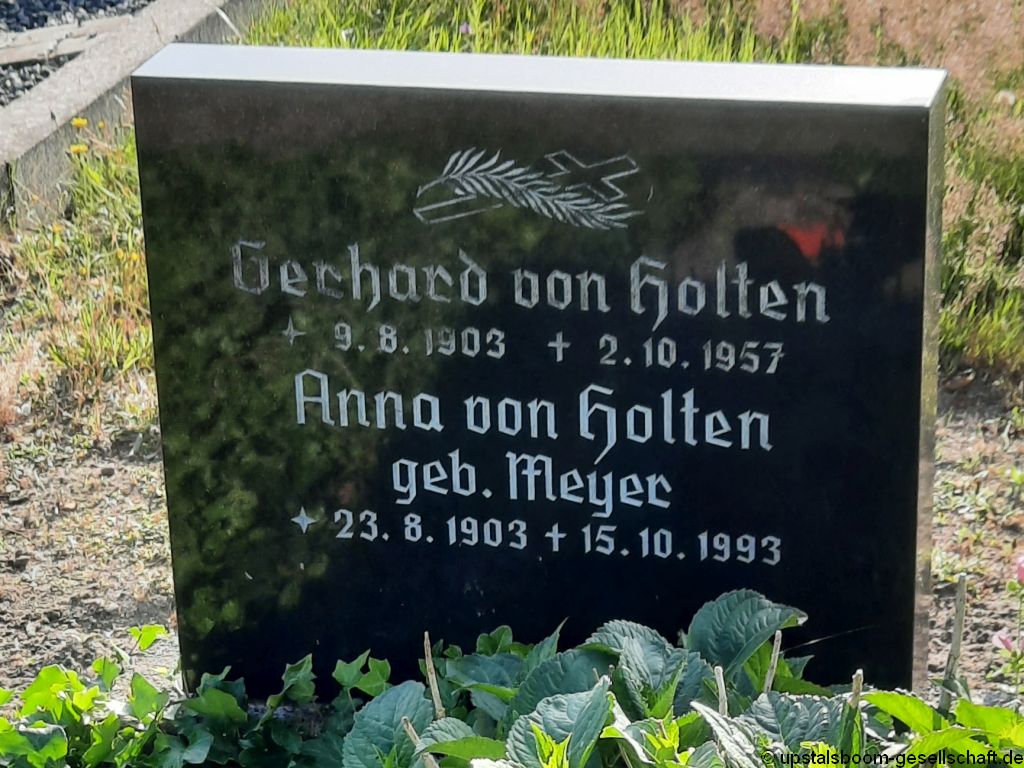 Gerhard von Holten
✦ 9. 8. 1903 ✝ 2. 10. 1957
Anna von Holten
geb. Meyer
✦ 23. 8. 1903 ✝ 15. 10. 1993
© upstalsboom-gesellschaft.de